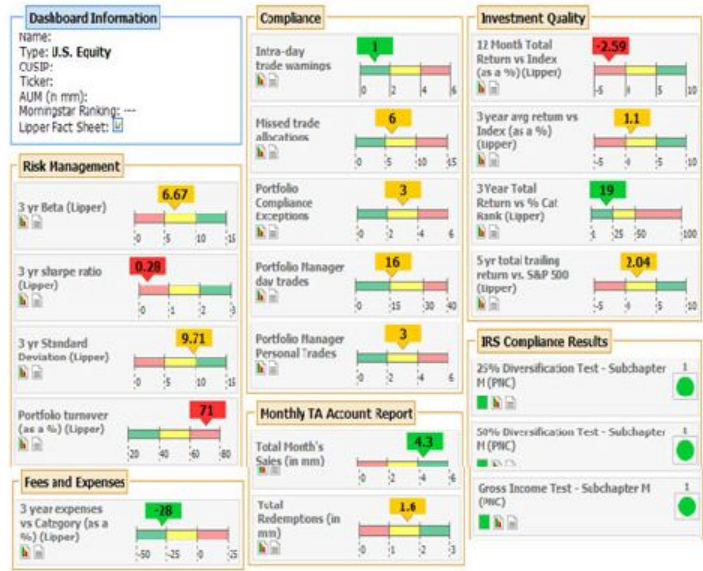 Dashboard Information
Name:
Type: U.S. Equity
CUSIP:
Ticker:
AUM (n mm):
Morningstar Ranking: ---
Lipper Fact Sheet:
Risk Management
3 yr Beta (Lipper)
6.67
0 5 10 15
3 yr sharpe ratio
(Lipper)
0.28
0 1 2 3
3 yr Standard
Deviation (Lipper)
9.71
0 5 10 15
Portfolio turnover
(as a %) (Lipper)
71
20 40 60 80
Fees and Expenses
3 year expenses
vs Category (as a
%) (Lipper)
-28
-50 -25 0 25
Compliance
Intra-day
trade warnings
1
0 2 4 6
Missed trade
allocations
6
0 5 10 15
Portfolio
Compliance
Exceptions
3
0 2 4 6
Portfolio Manager
day trades
16
0 15 30 40
Portfolio Manager
Personal Trades
3
0 2 4 6
Monthly TA Account Report
Total Month's
Sales (in mm)
4.3
0 2 4 6
Total
Redemptions (in
mm)
1.6
0 1 2 3
Investment Quality
12 Month Total
Return vs Index
(as a %)(Lipper)
-2.59
-5 0 5 10
3 year avg return vs
Index (as a %)
(Lipper)
1.1
-5 0 5 10
3 Year Total
Return vs % Cat
Rank (Lipper)
19
1 25 50 100
5 yr total trailing
return vs. S&P 500
(Lipper)
2.04
-5 0 5 10
IRS Compliance Results
25% Diversification Test - Subchapter
M (PNC)
1
50% Diversification Test - Subchapter
M (PNC)
1
Gross Income Test - Subchapter M
(PNC)
1